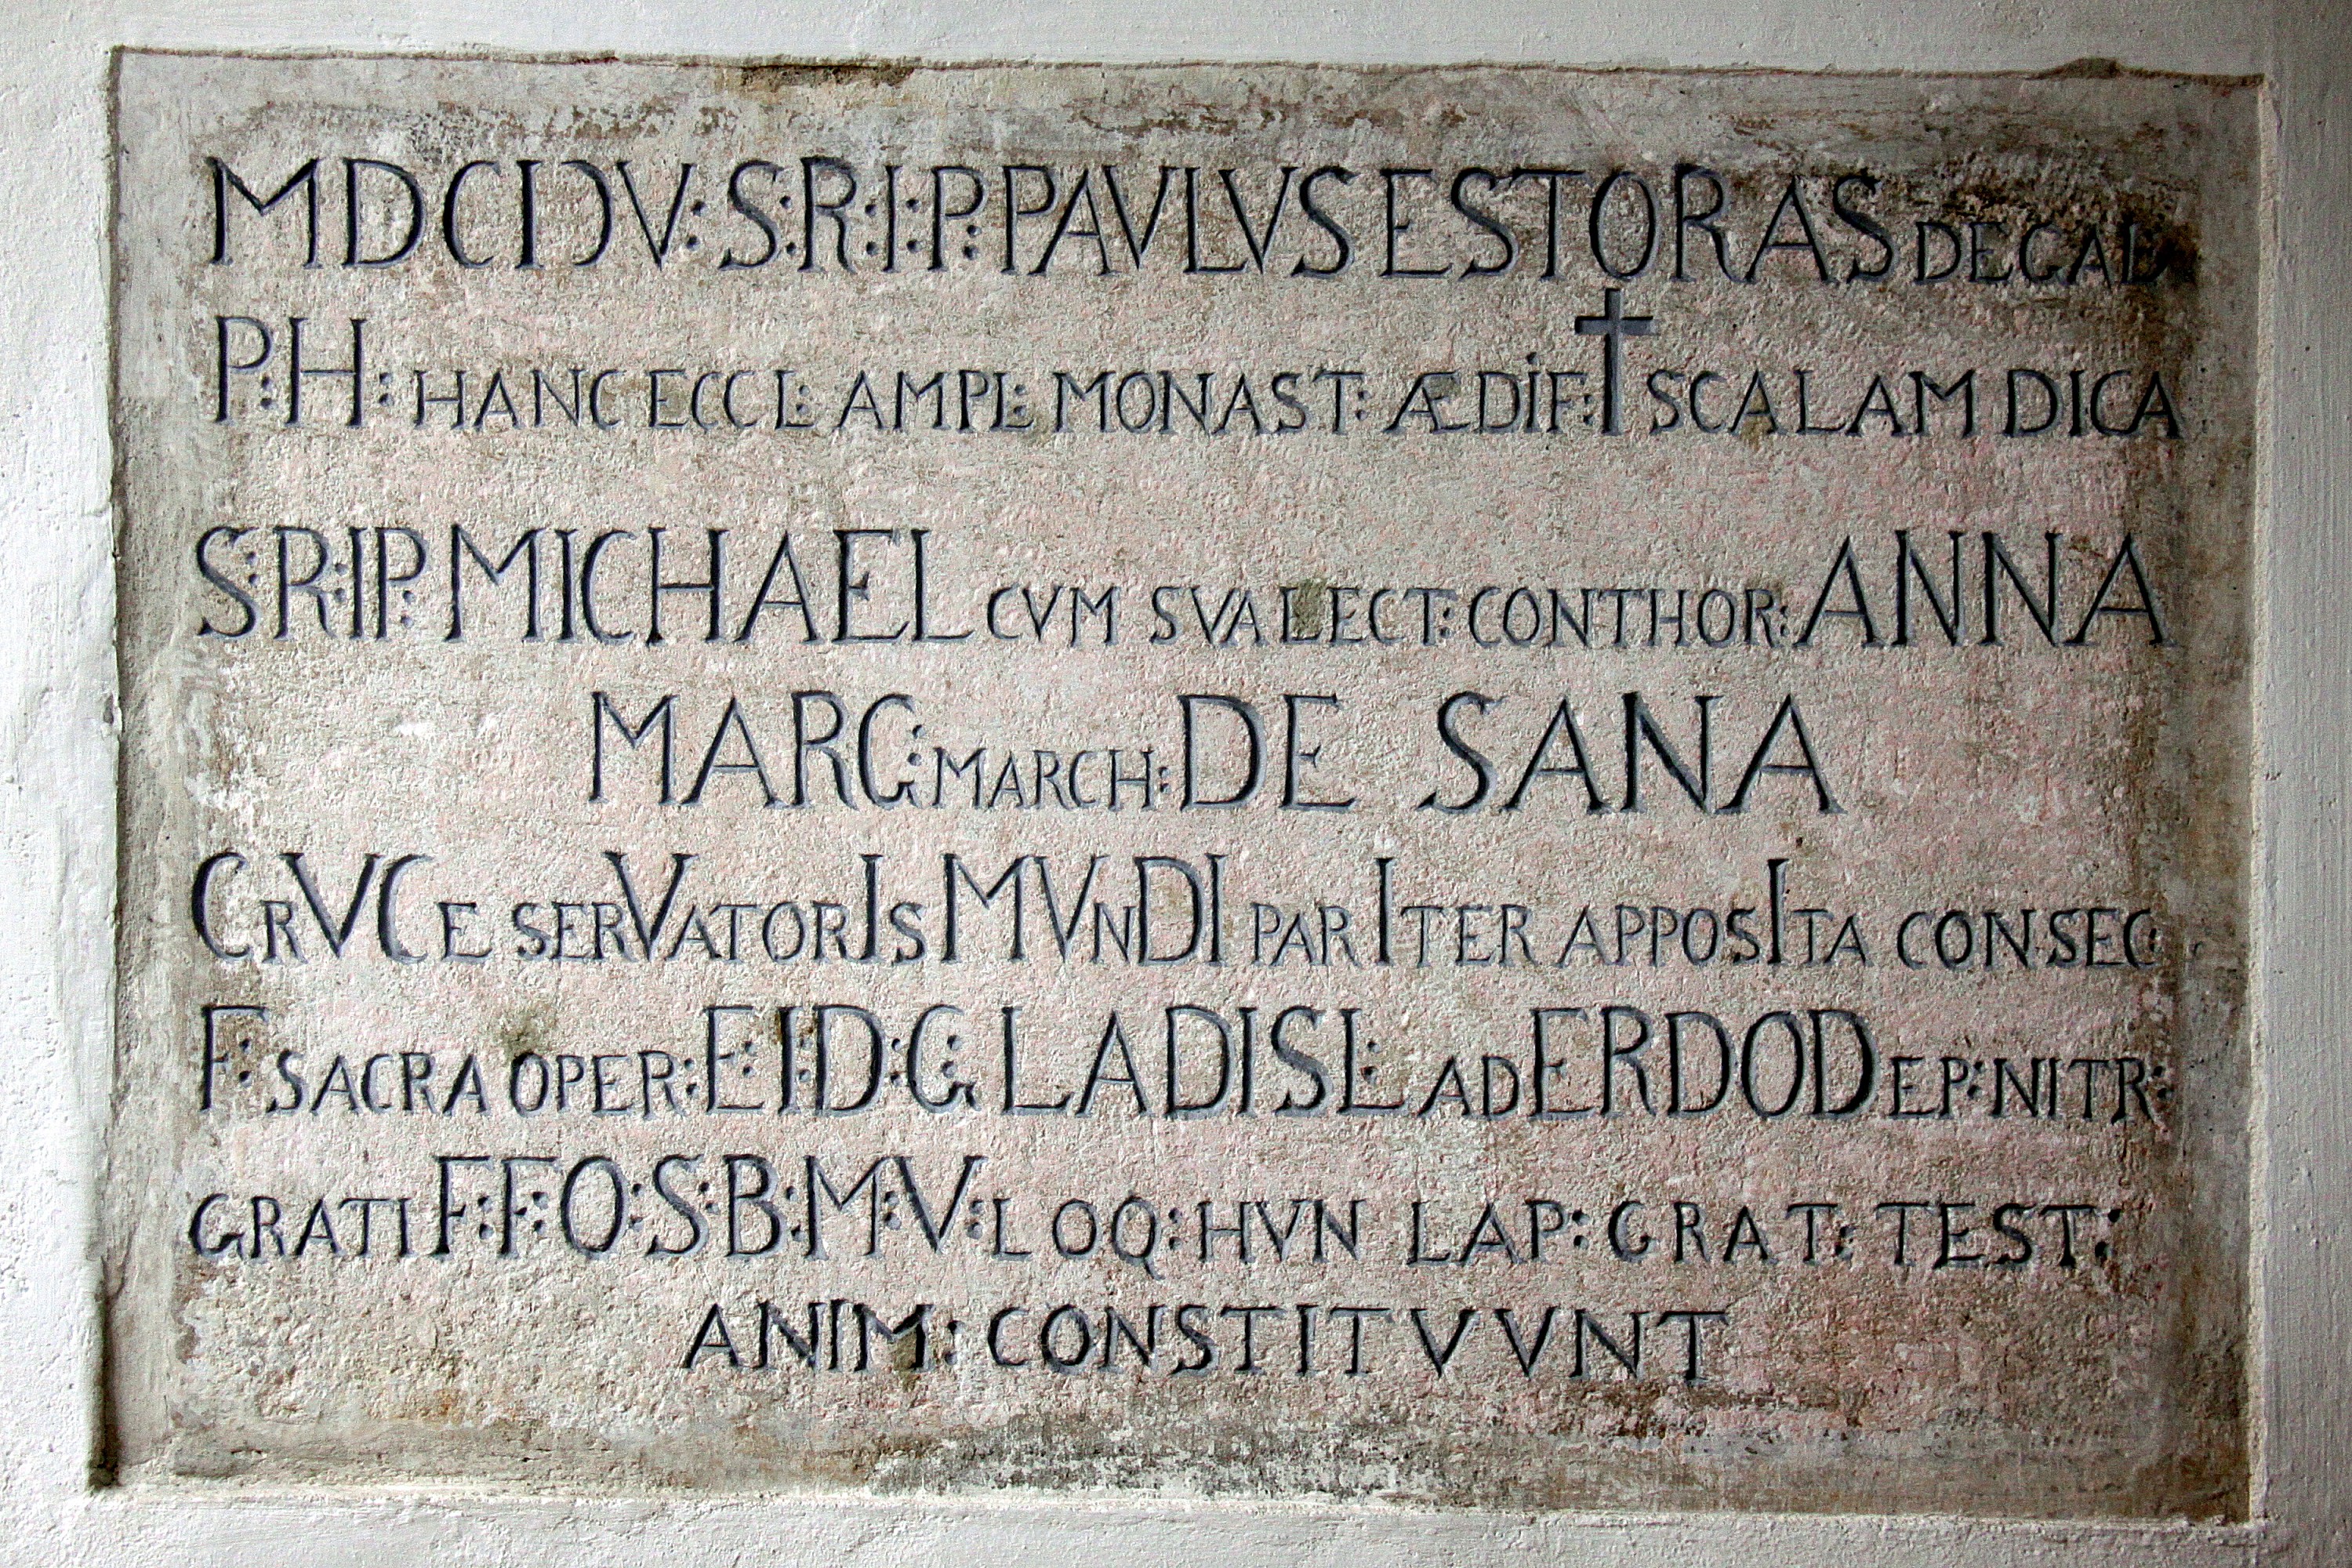 MDCIƆV: S: R: I: P: PAVLVS ESTORAS DE GAL
P: H: HANC ECCL: AMPL: MONAST: ÆDIF: † SCALAM DICA
S: R: I P: MICHAEL CVM SVA LECT: CONTHOR: ANNA
MARG: MARCH: DE SANA
CrVCE SERVATORIS MVnDI PARITER APPOSITA CONSEC
F: SACRA OPER: E: I: D: G: LADISL: AD ERDOD EP: NITR:
GRATI F: F: O: S: B: M: V: LOQ: HVN LAP: GRAT: TEST:
ANIM: CONSTITVVNT